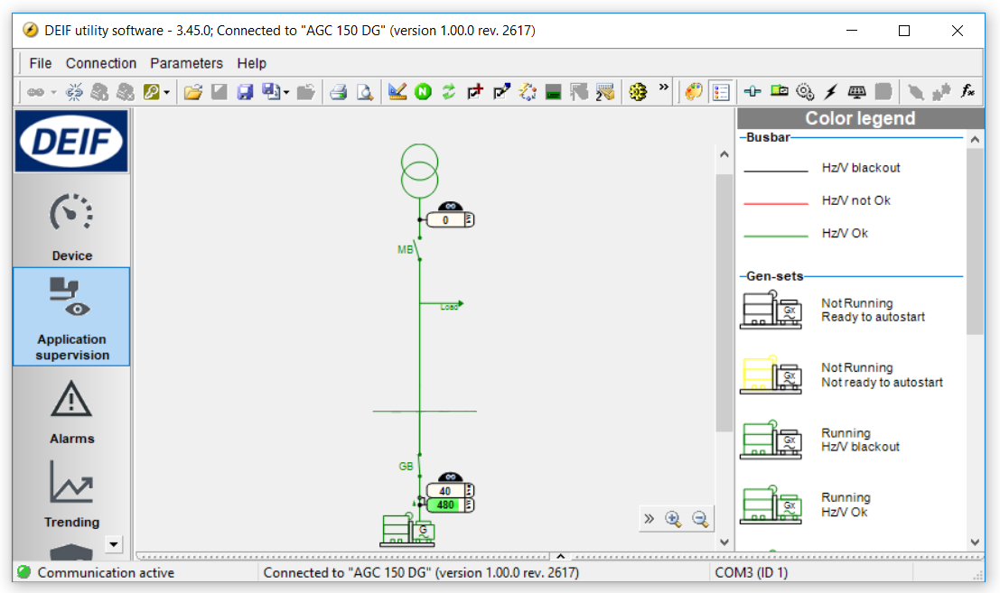 DEIF utility software - 3.45.0; Connected to "AGC 150 DG" (version 1.00.0 rev. 2617)
File Connection Parameters Help
DEIF
Device
Application
supervision
Alarms
Trending
0
MB
Load
GB
40
480
G
Color legend
Busbar
Hz/V blackout
Hz/V not Ok
Hz/V Ok
Gen-sets
Gx
Not Running
Ready to autostart
Gx
Not Running
Not ready to autostart
Gx
Running
Hz/V blackout
Gx
Running
Hz/V Ok
Communication active
Connected to "AGC 150 DG" (version 1.00.0 rev. 2617)
COM3 (ID 1)